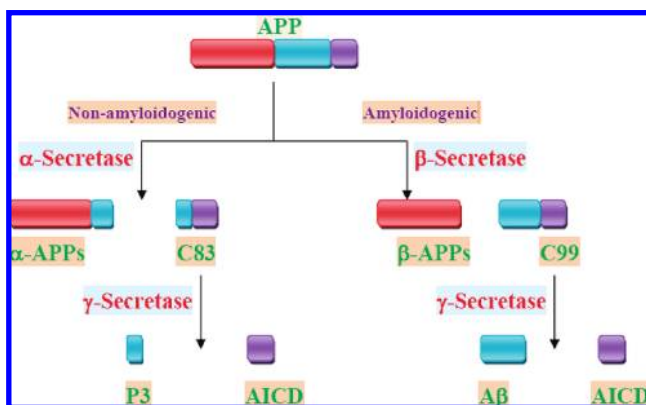 APP
Non-amyloidogenic
Amyloidogenic
α-Secretase
β-Secretase
α-APPs
C83
β-APPs
C99
γ-Secretase
γ-Secretase
P3
AICD
Aβ
AICD